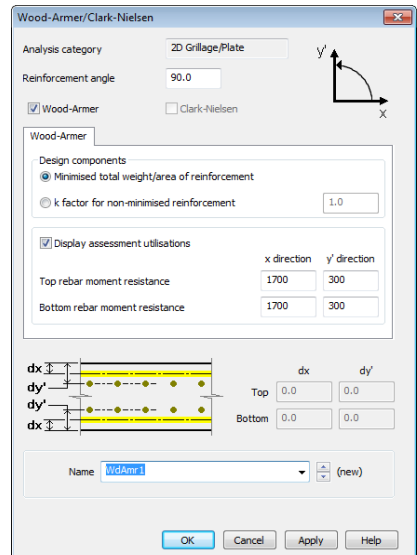 Wood-Armer/Clark-Nielsen
Analysis category 2D Grillage/Plate
Reinforcement angle 90.0
y'
x
Wood-Armer Clark-Nielsen
Wood-Armer
Design components
Minimised total weight/area of reinforcement
k factor for non-minimised reinforcement 1.0
Display assessment utilisations
x direction y' direction
Top rebar moment resistance 1700 300
Bottom rebar moment resistance 1700 300
dx
dy'
dy'
dx
dx dy'
Top 0.0 0.0
Bottom 0.0 0.0
Name WdAmr1 (new)
OK Cancel Apply Help